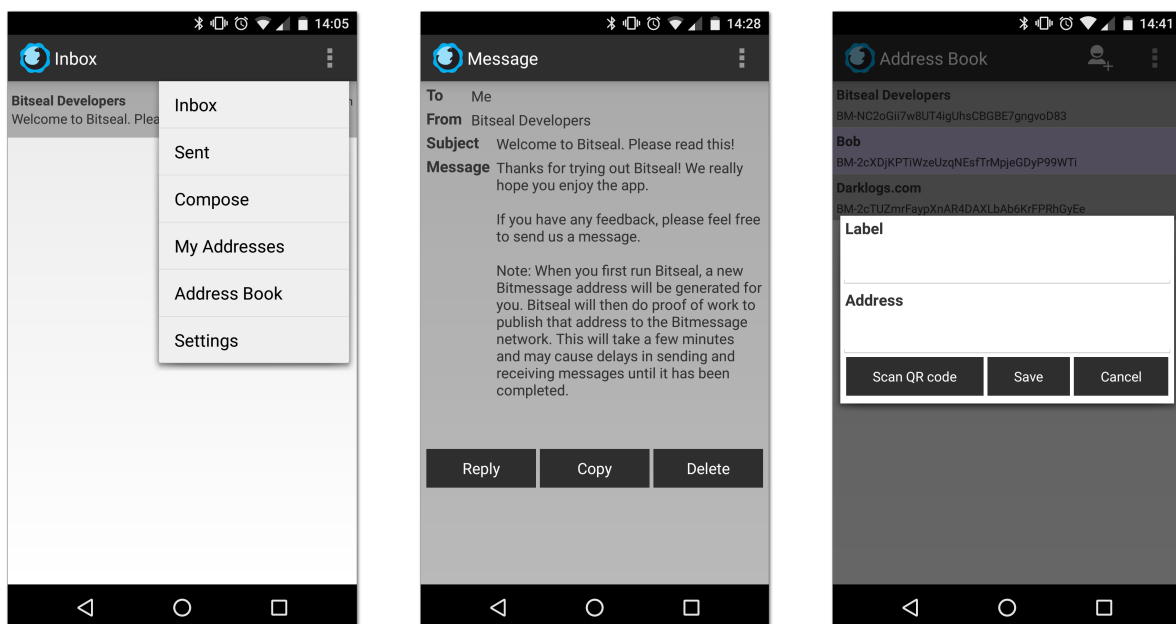 14:05
Inbox
Bitseal Developers
Welcome to Bitseal. Plea
Inbox
Sent
Compose
My Addresses
Address Book
Settings
14:28
Message
To Me
From Bitseal Developers
Subject Welcome to Bitseal. Please read this!
Message Thanks for trying out Bitseal! We really
hope you enjoy the app.
If you have any feedback, please feel free
to send us a message.
Note: When you first run Bitseal, a new
Bitmessage address will be generated for
you. Bitseal will then do proof of work to
publish that address to the Bitmessage
network. This will take a few minutes
and may cause delays in sending and
receiving messages until it has been
completed.
Reply Copy Delete
14:41
Address Book
Bitseal Developers
BM-NC2oGii7w8UT4igUhsCBGBE7gngvoD83
Bob
BM-2cXDjKPTiWzeUzqNEsfTrMpjeGDyP99WTi
Darklogs.com
BM-2cTUZmrFaypXnAR4DAXLbAb6KrFPRhGyEe
Label
Address
Scan QR code Save Cancel